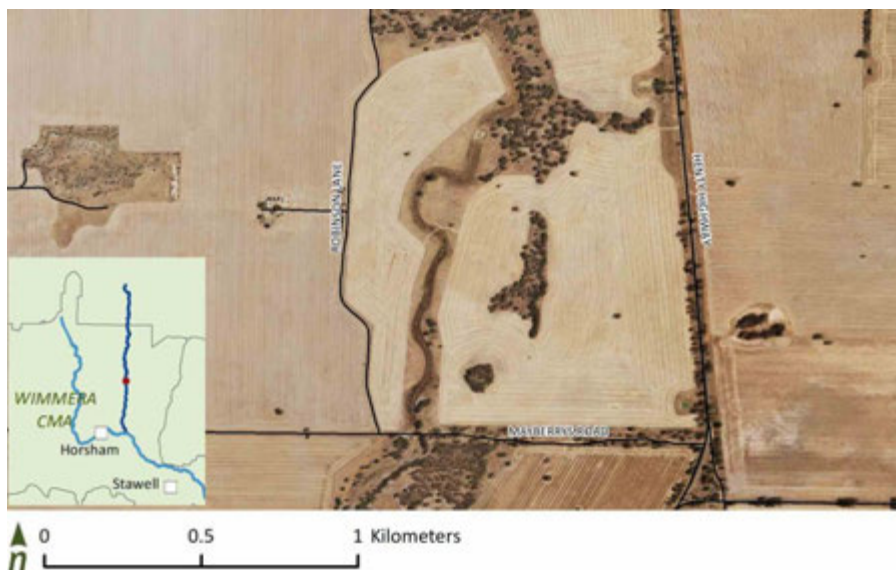 ROBINSON LANE
HENTY HIGHWAY
MAYBERRYS ROAD
WIMMERA
CMA
Horsham
Stawell
n
0 0.5 1 Kilometers